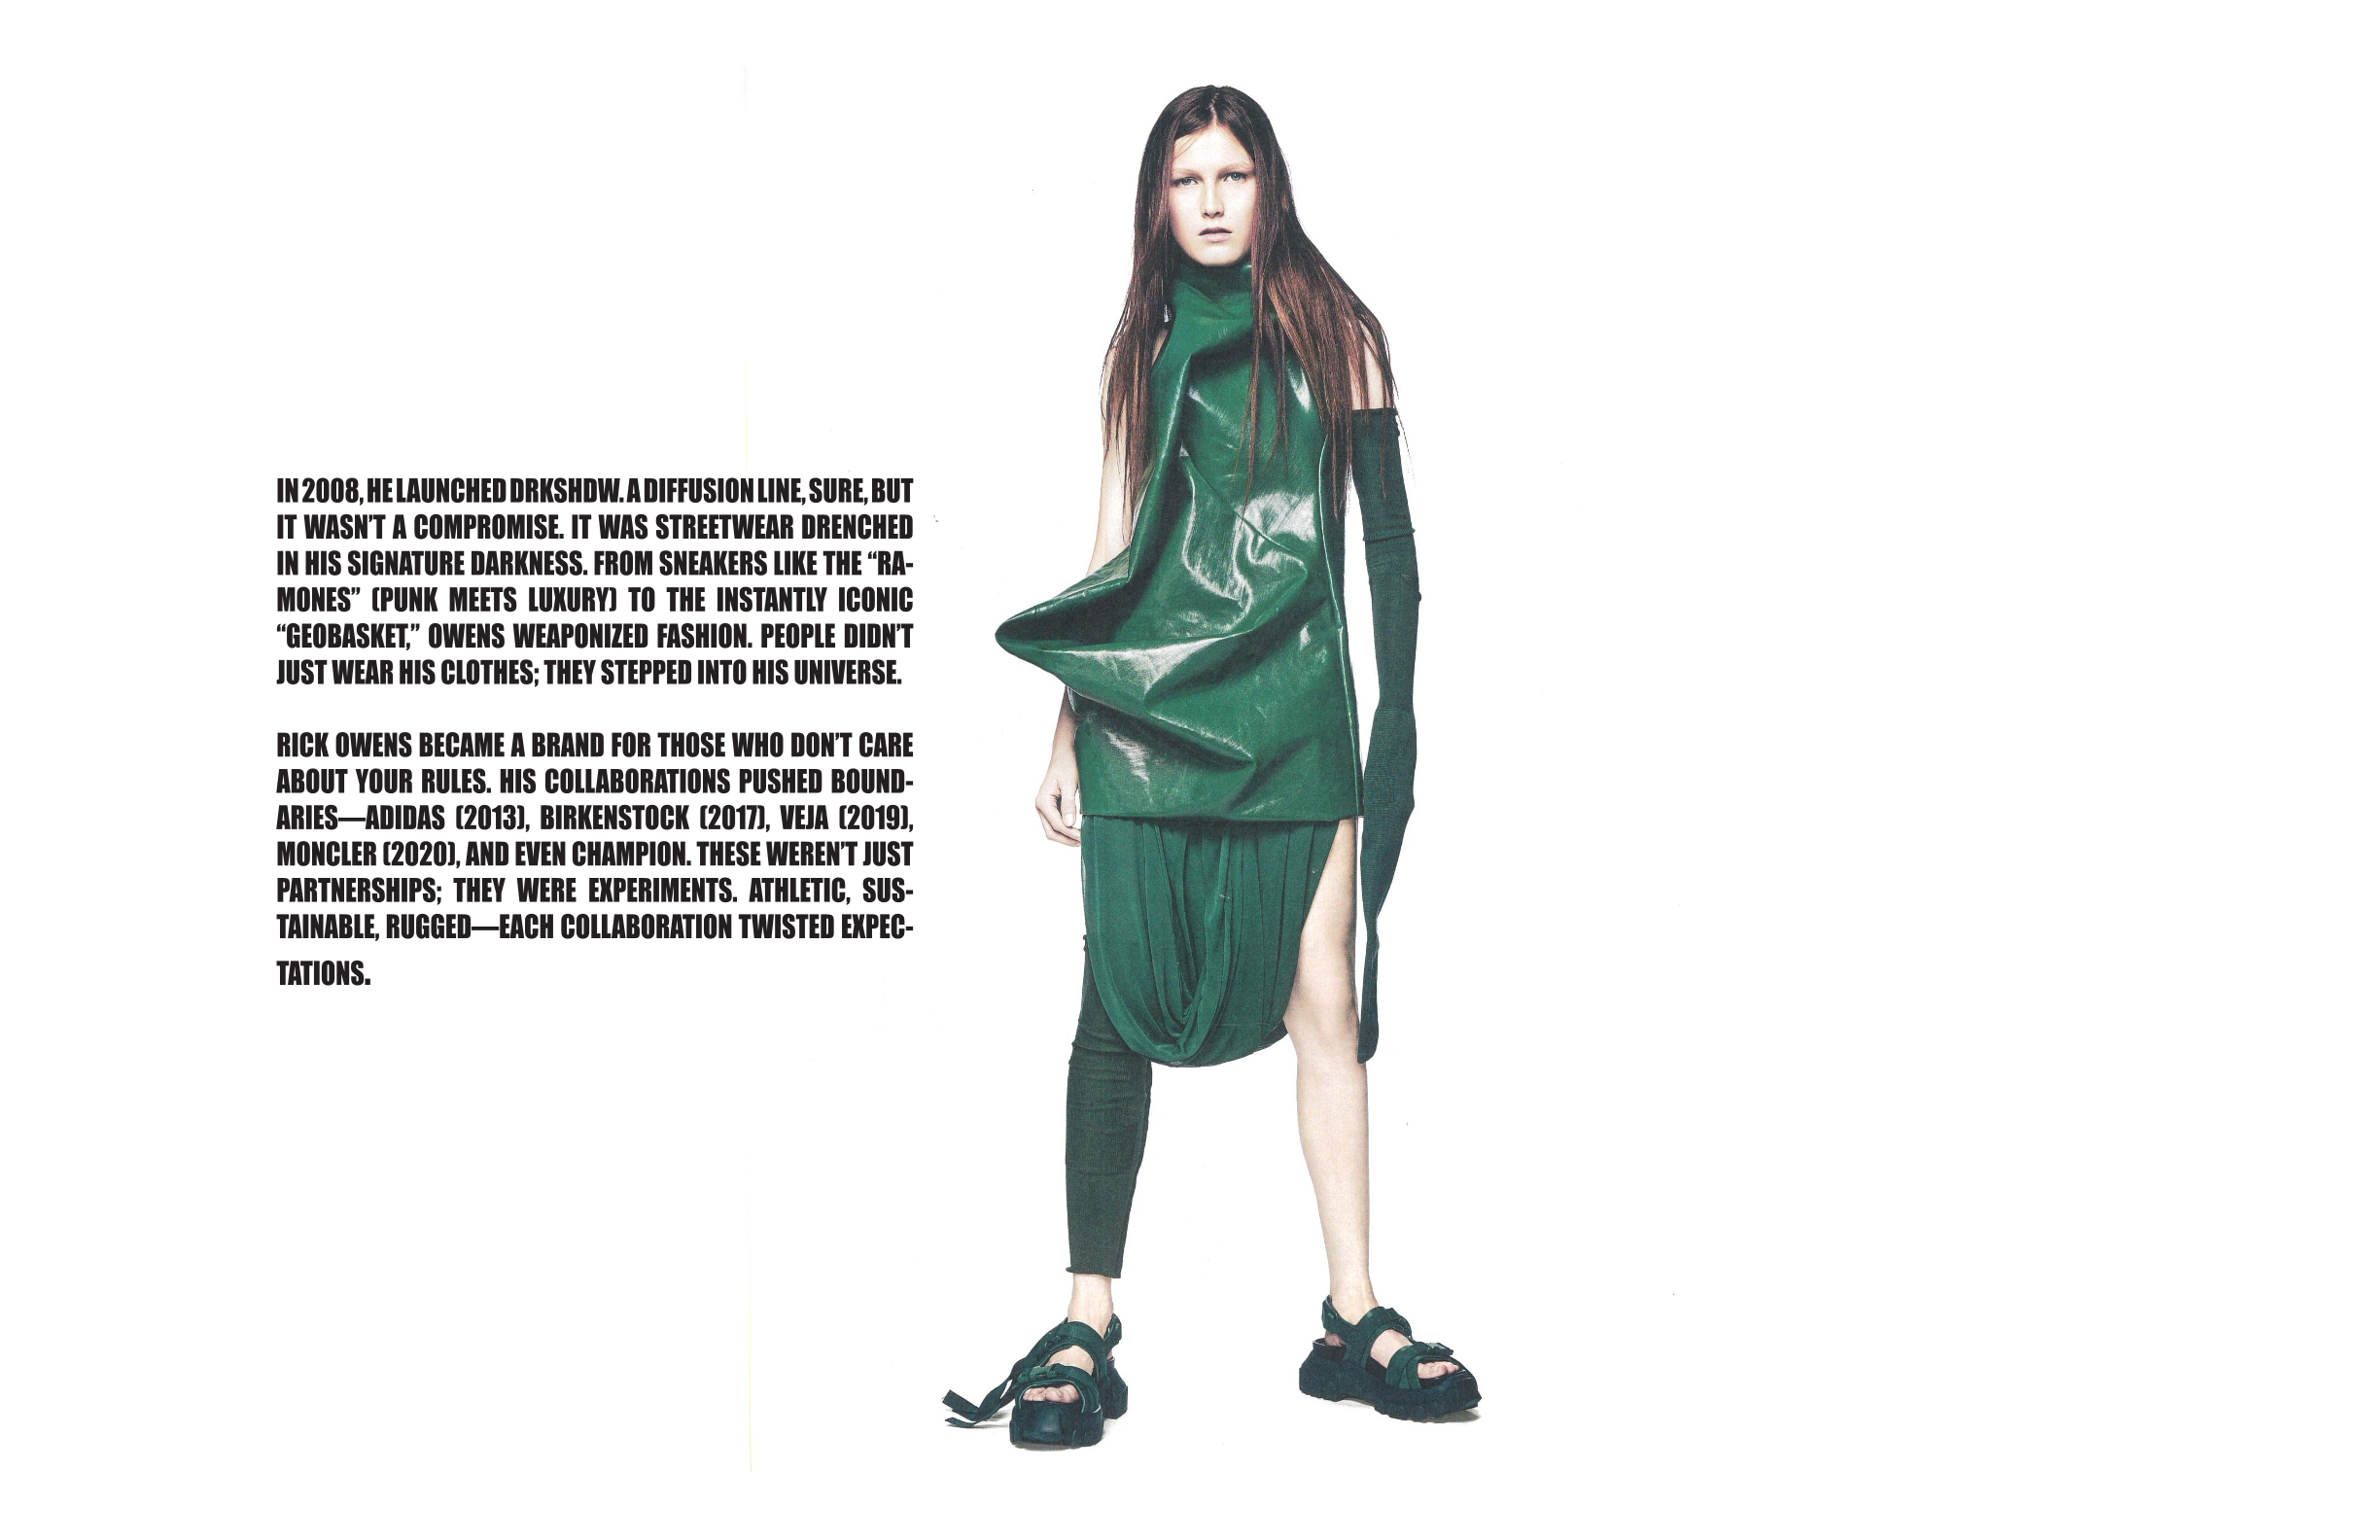 IN 2008, HE LAUNCHED DRKSHDW. A DIFFUSION LINE, SURE, BUT
IT WASN’T A COMPROMISE. IT WAS STREETWEAR DRENCHED
IN HIS SIGNATURE DARKNESS. FROM SNEAKERS LIKE THE “RA-
MONES” (PUNK MEETS LUXURY) TO THE INSTANTLY ICONIC
“GEOBASKET,” OWENS WEAPONIZED FASHION. PEOPLE DIDN’T
JUST WEAR HIS CLOTHES; THEY STEPPED INTO HIS UNIVERSE.
RICK OWENS BECAME A BRAND FOR THOSE WHO DON’T CARE
ABOUT YOUR RULES. HIS COLLABORATIONS PUSHED BOUND-
ARIES—ADIDAS (2013), BIRKENSTOCK (2017), VEJA (2019),
MONCLER (2020), AND EVEN CHAMPION. THESE WEREN’T JUST
PARTNERSHIPS; THEY WERE EXPERIMENTS. ATHLETIC, SUS-
TAINABLE, RUGGED—EACH COLLABORATION TWISTED EXPEC-
TATIONS.